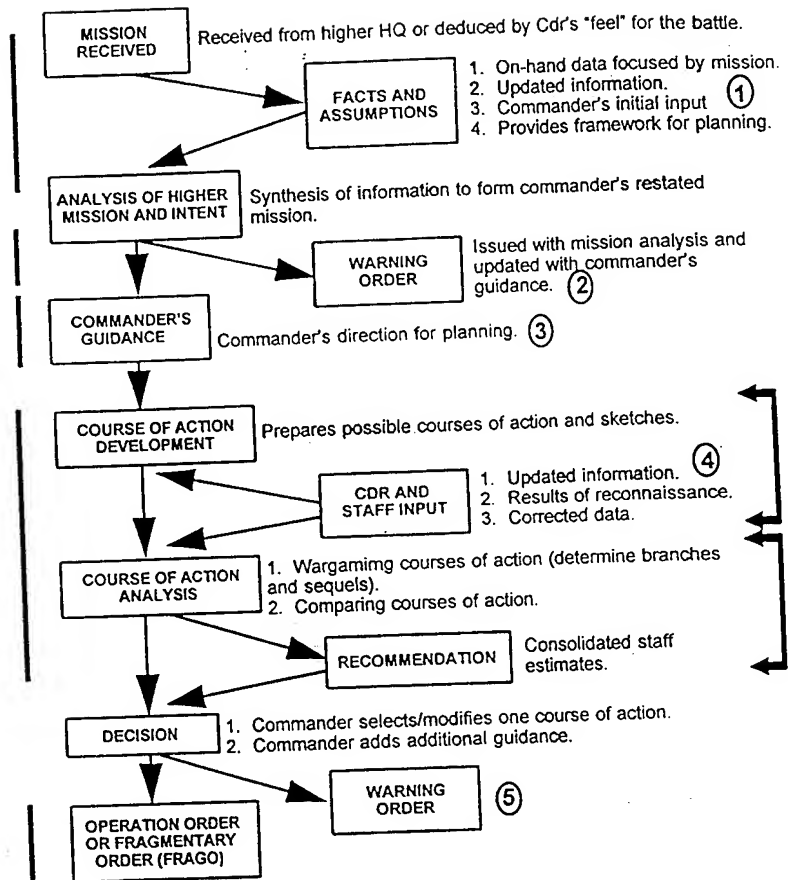 MISSION
RECEIVED
Received from higher HQ or deduced by Cdr's "feel" for the battle.
FACTS AND
ASSUMPTIONS
1. On-hand data focused by mission.
2. Updated information.
3. Commander's initial input
4. Provides framework for planning.
1
ANALYSIS OF HIGHER
MISSION AND INTENT
Synthesis of information to form commander's restated
mission.
WARNING
ORDER
Issued with mission analysis and
updated with commander's
guidance. 2
COMMANDER'S
GUIDANCE
Commander's direction for planning. 3
COURSE OF ACTION
DEVELOPMENT
Prepares possible courses of action and sketches.
CDR AND
STAFF INPUT
1. Updated information. 4
2. Results of reconnaissance.
3. Corrected data.
COURSE OF ACTION
ANALYSIS
1. Wargamimg courses of action (determine branches
and sequels).
2. Comparing courses of action.
RECOMMENDATION
Consolidated staff
estimates.
DECISION
1. Commander selects/modifies one course of action.
2. Commander adds additional guidance.
WARNING
ORDER
5
OPERATION ORDER
OR FRAGMENTARY
ORDER (FRAGO)